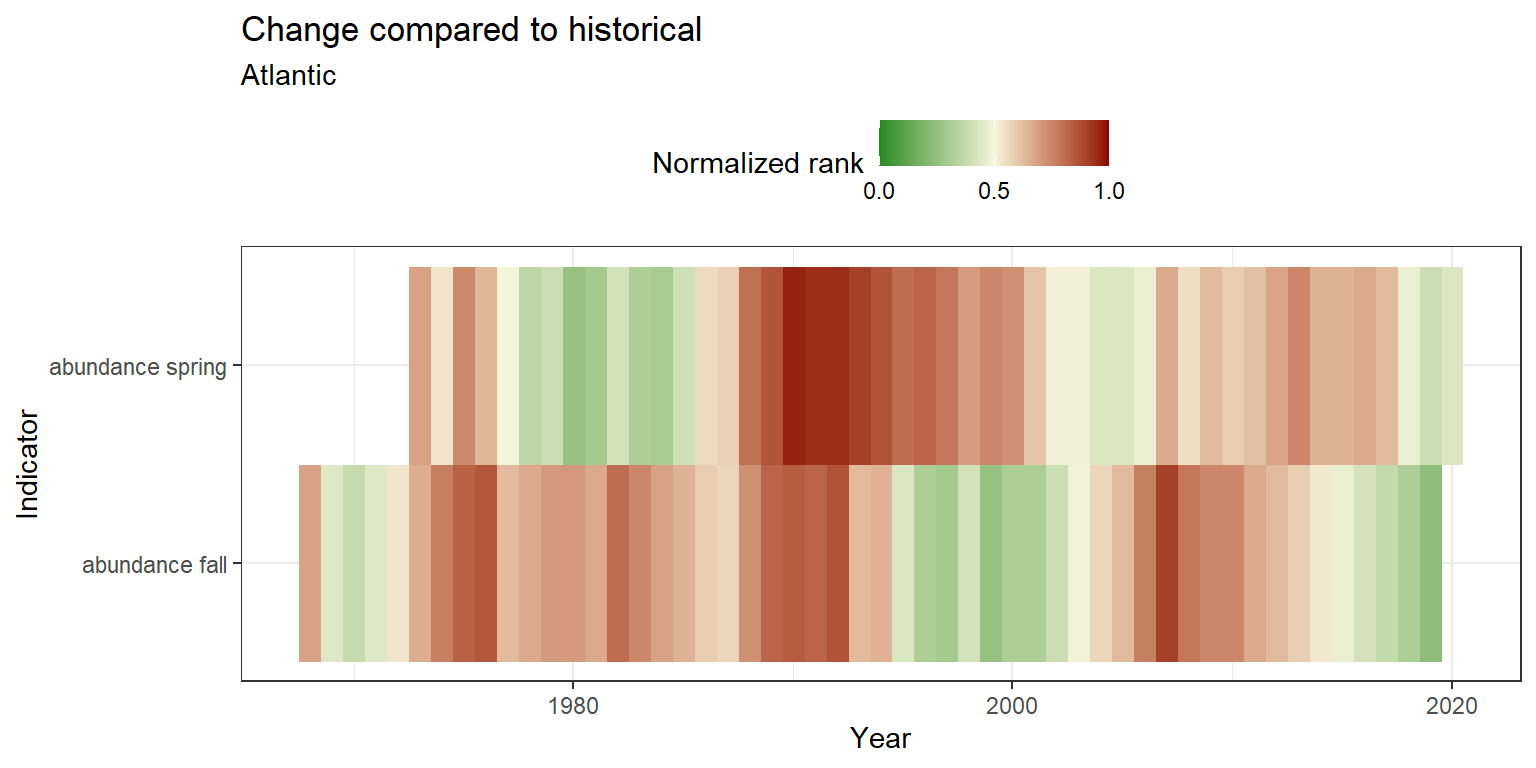 Change compared to historical
Atlantic
Normalized rank
0.0 0.5 1.0
abundance spring
abundance fall
Indicator
1980 2000 2020
Year